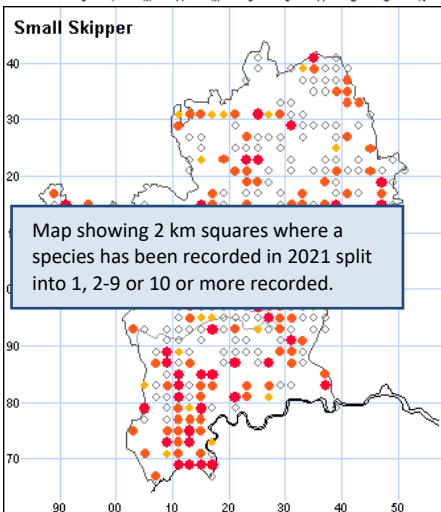 Small Skipper
40
30
20
Map showing 2 km squares where a
species has been recorded in 2021 split
into 1, 2-9 or 10 or more recorded.
90
80
70
90 00 10 20 30 40 50